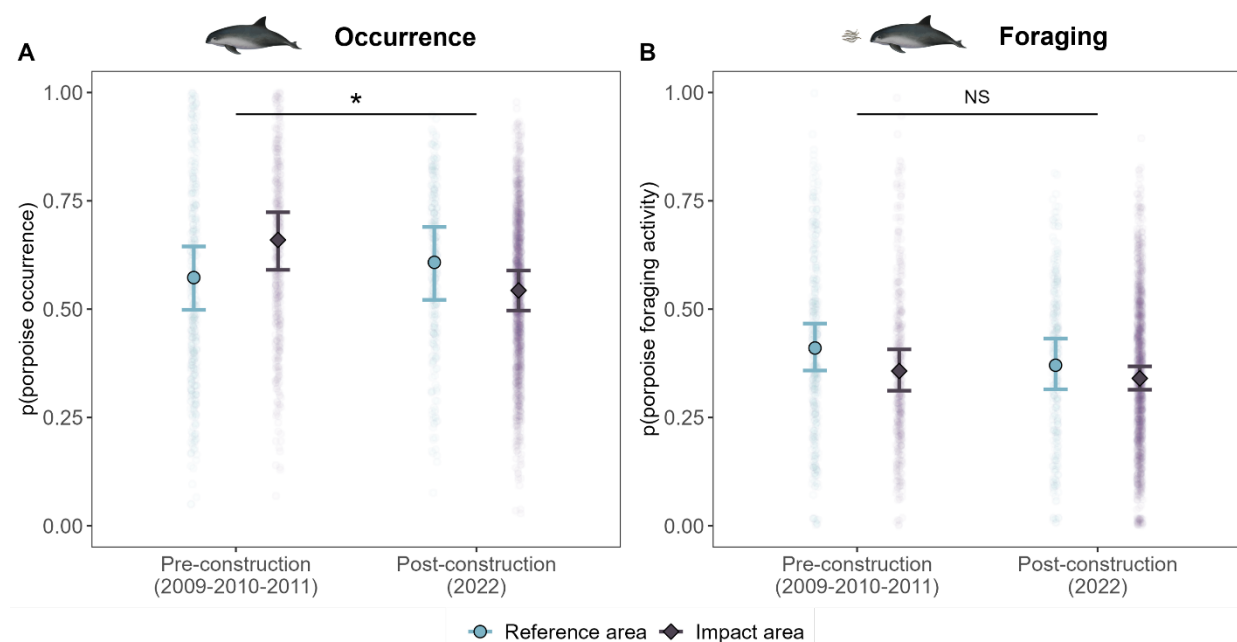 A
Occurrence
p(porpoise occurrence)
1.00
0.75
0.50
0.25
0.00
*
Pre-construction
(2009-2010-2011)
Post-construction
(2022)
B
Foraging
p(porpoise foraging activity)
1.00
0.75
0.50
0.25
0.00
NS
Pre-construction
(2009-2010-2011)
Post-construction
(2022)
Reference area Impact area